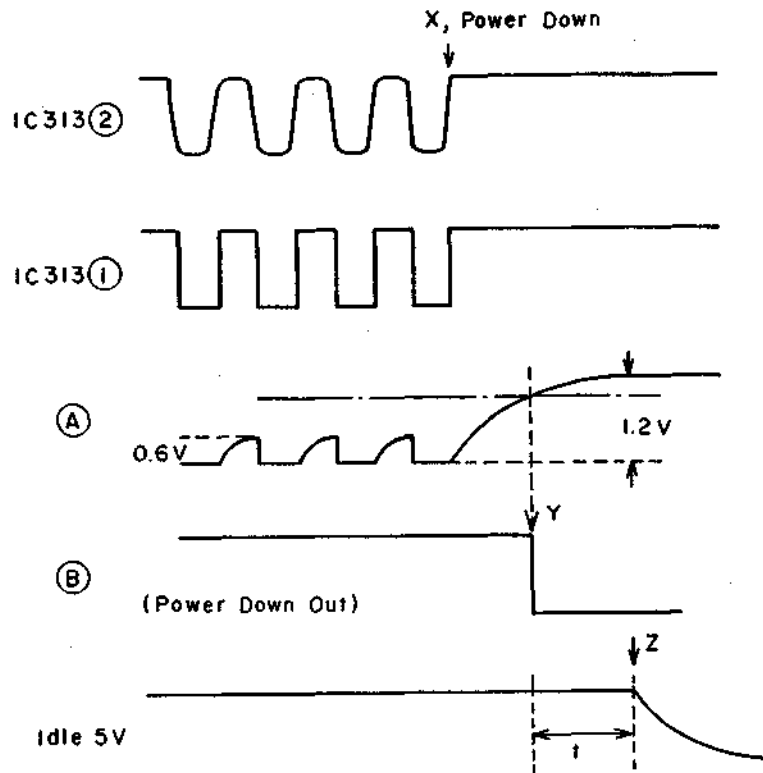 X, Power Down
IC313②
IC313①
Ⓐ
0.6V
1.2V
Y
Ⓑ
(Power Down Out)
Z
Idle 5V
t